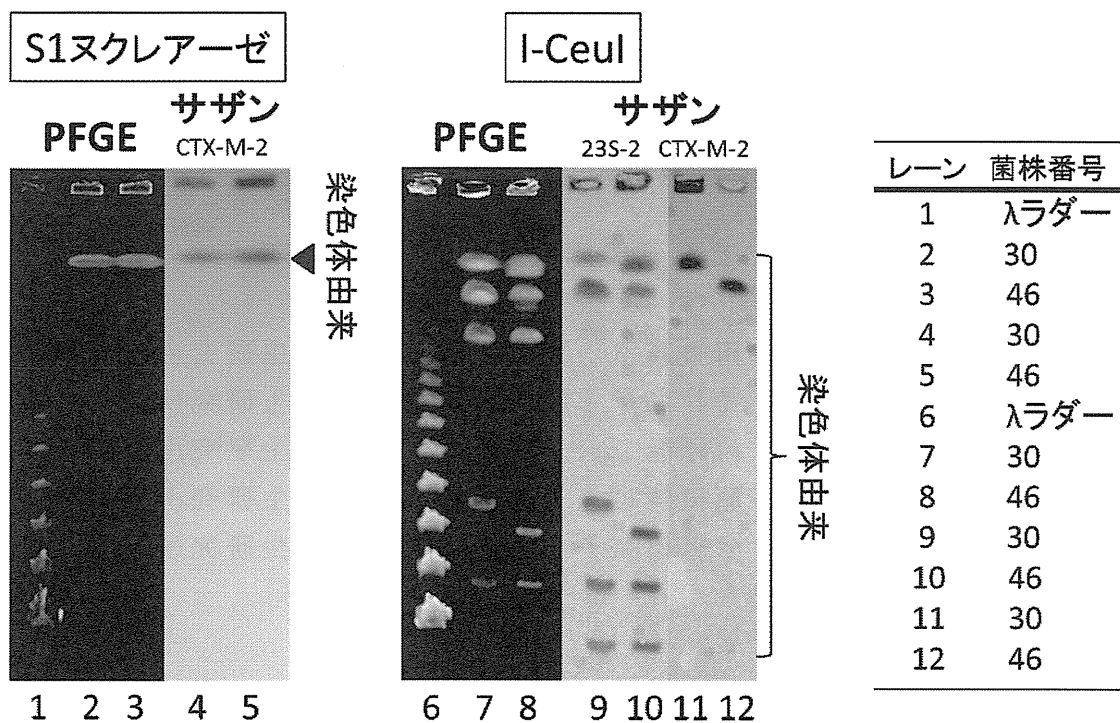 S1ヌクレアーゼ
サザン
PFGE CTX-M-2
染色体由来
1 2 3 4 5
I-CeuI
サザン
PFGE 23S-2 CTX-M-2
染色体由来
6 7 8 9 10 11 12
レーン 菌株番号
1 λラダー
2 30
3 46
4 30
5 46
6 λラダー
7 30
8 46
9 30
10 46
11 30
12 46